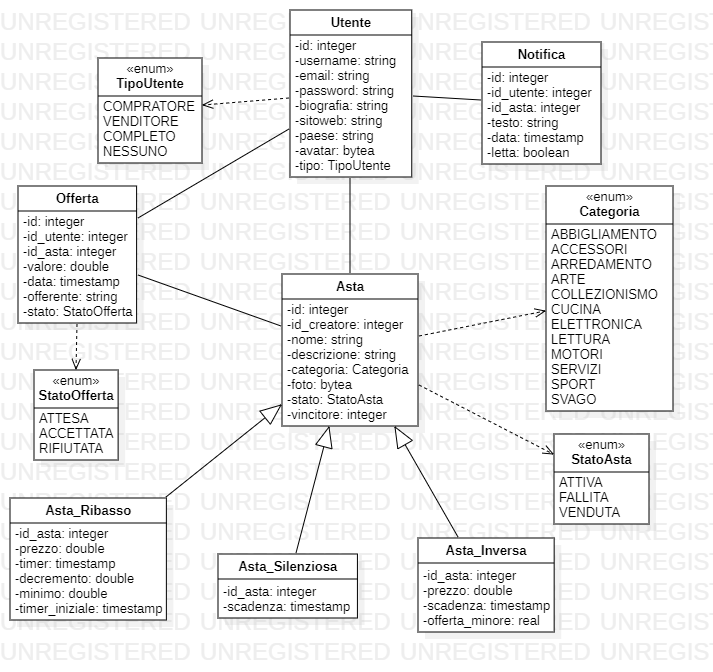 UNREGISTERED
Utente
-id: integer
-username: string
-email: string
-password: string
-biografia: string
-sitoweb: string
-paese: string
-avatar: bytea
-tipo: TipoUtente
«enum»
TipoUtente
COMPRATORE
VENDITORE
COMPLETO
NESSUNO
Notifica
-id: integer
-id_utente: integer
-id_asta: integer
-testo: string
-data: timestamp
-letta: boolean
Offerta
-id: integer
-id_utente: integer
-id_asta: integer
-valore: double
-data: timestamp
-offerente: string
-stato: StatoOfferta
«enum»
Categoria
ABBIGLIAMENTO
ACCESSORI
ARREDAMENTO
ARTE
COLLEZIONISMO
CUCINA
ELETTRONICA
LETTURA
MOTORI
SERVIZI
SPORT
SVAGO
Asta
-id: integer
-id_creatore: integer
-nome: string
-descrizione: string
-categoria: Categoria
-foto: bytea
-stato: StatoAsta
-vincitore: integer
«enum»
StatoOfferta
ATTESA
ACCETTATA
RIFIUTATA
«enum»
StatoAsta
ATTIVA
FALLITA
VENDUTA
Asta_Ribasso
-id_asta: integer
-prezzo: double
-timer: timestamp
-decremento: double
-minimo: double
-timer_iniziale: timestamp
Asta_Silenziosa
-id_asta: integer
-scadenza: timestamp
Asta_Inversa
-id_asta: integer
-prezzo: double
-scadenza: timestamp
-offerta_minore: real